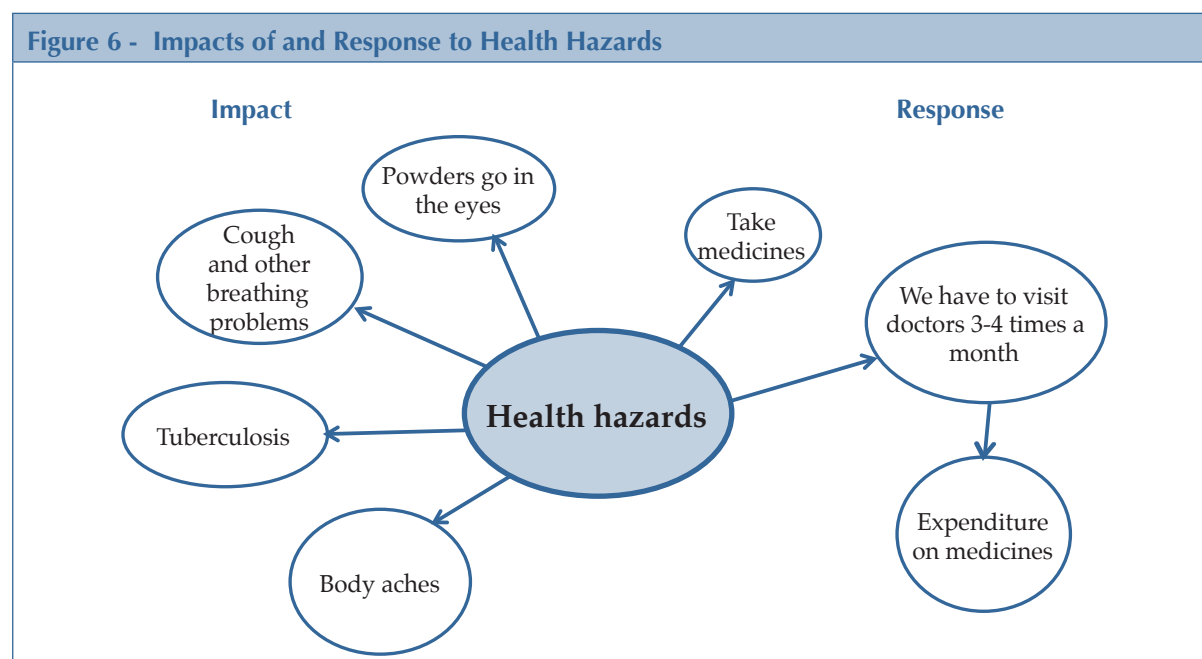 Figure 6 - Impacts of and Response to Health Hazards
Impact
Response
Powders go in
the eyes
Cough
and other
breathing
problems
Tuberculosis
Body aches
Health hazards
Take
medicines
We have to visit
doctors 3-4 times a
month
Expenditure
on medicines